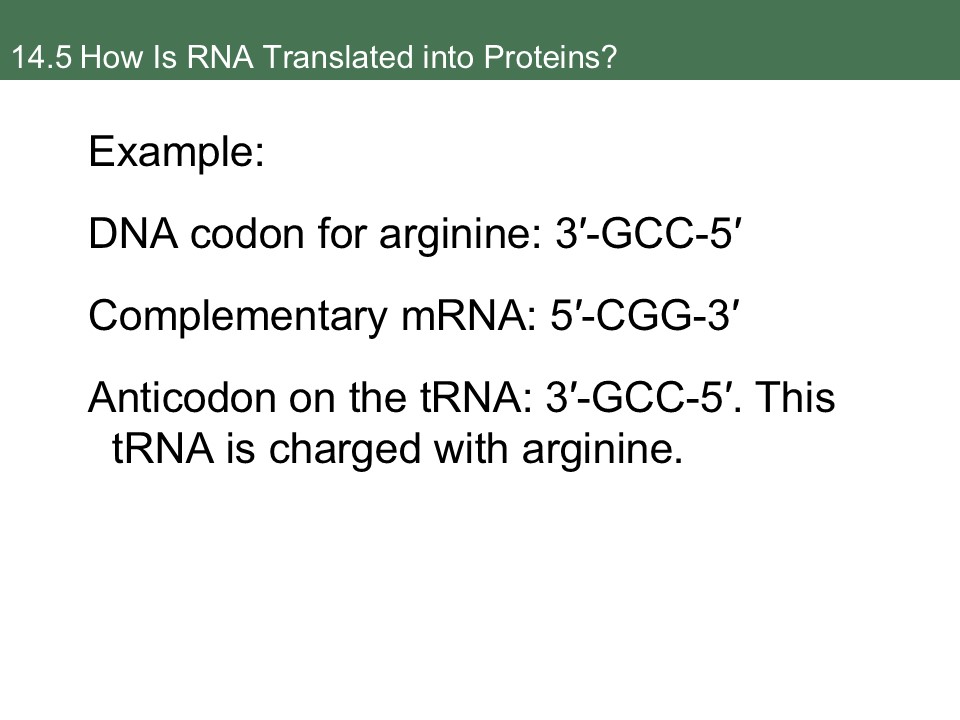 14.5 How Is RNA Translated into Proteins?
Example:
DNA codon for arginine: 3′-GCC-5′
Complementary mRNA: 5′-CGG-3′
Anticodon on the tRNA: 3′-GCC-5′. This
tRNA is charged with arginine.